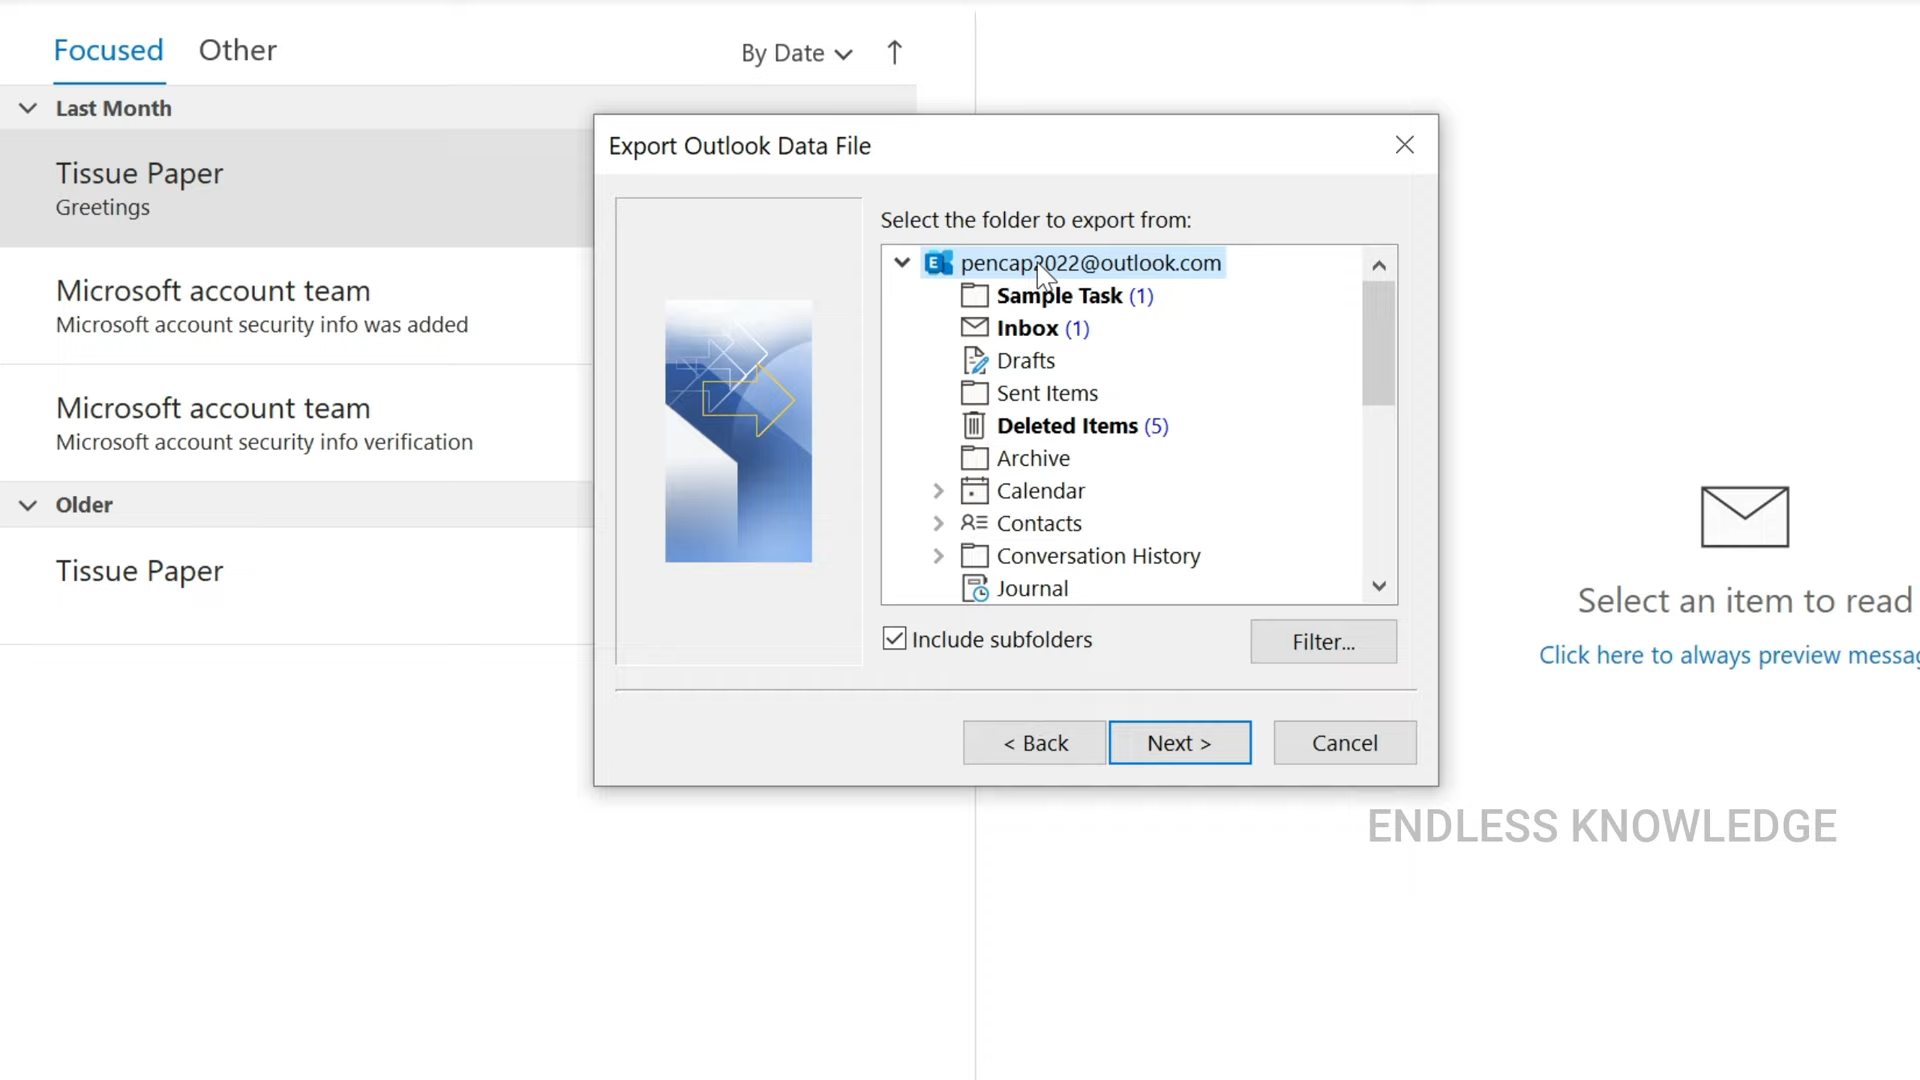 Focused Other By Date
Last Month
Tissue Paper
Greetings
Microsoft account team
Microsoft account security info was added
Microsoft account team
Microsoft account security info verification
Older
Tissue Paper
Export Outlook Data File
Select the folder to export from:
E pencap2022@outlook.com
Sample Task (1)
Inbox (1)
Drafts
Sent Items
Deleted Items (5)
Archive
Calendar
Contacts
Conversation History
Journal
Include subfolders Filter...
< Back Next > Cancel
Select an item to read
Click here to always preview messag
ENDLESS KNOWLEDGE